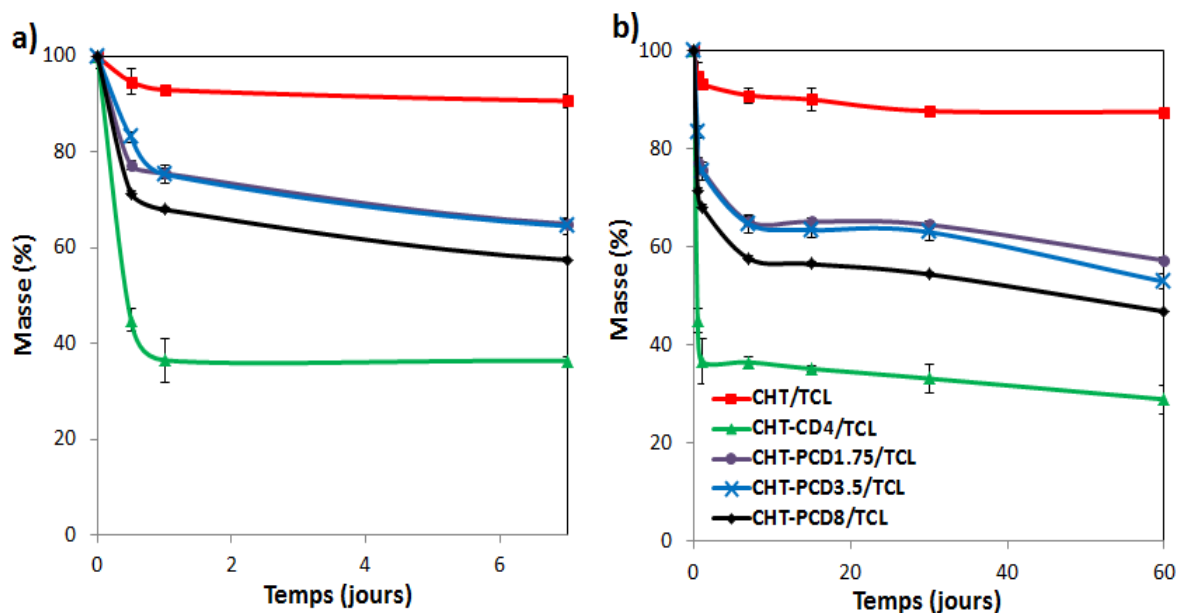 a)
100
80
60
40
20
0
Masse (%)
0 2 4 6
Temps (jours)
b)
100
80
60
40
20
0
Masse (%)
0 20 40 60
Temps (jours)
CHT/TCL
CHT-CD4/TCL
CHT-PCD1.75/TCL
CHT-PCD3.5/TCL
CHT-PCD8/TCL